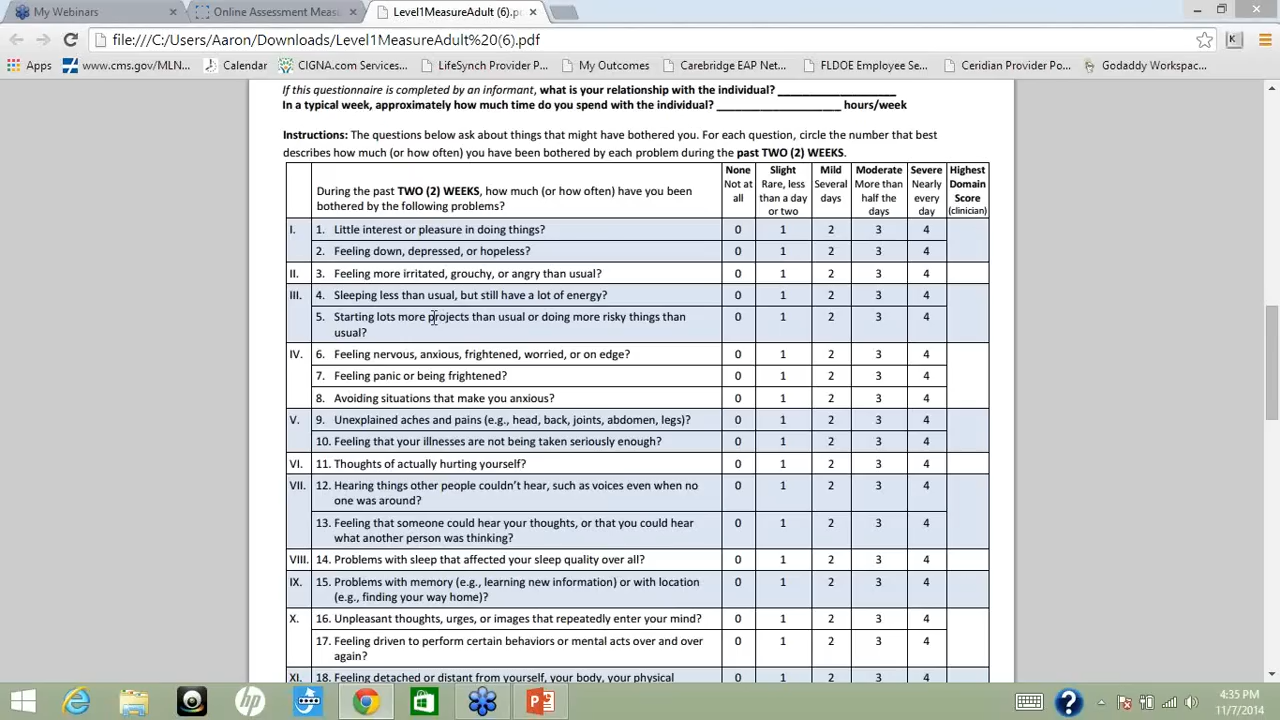 My Webinars
Online Assessment Meas
Level1MeasureAdult (6).p
file:///C:/Users/Aaron/Downloads/Level1MeasureAdult%20(6).pdf
Apps www.cms.gov/MLN... Calendar CIGNA.com Services... LifeSynch Provider P... My Outcomes Carebridge EAP Net... FLDOE Employee Se... Ceridian Provider Po... Godaddy Workspac...
If this questionnaire is completed by an informant, what is your relationship with the individual? ____________________
In a typical week, approximately how much time do you spend with the individual? ____________________ hours/week
Instructions: The questions below ask about things that might have bothered you. For each question, circle the number that best
describes how much (or how often) you have been bothered by each problem during the past TWO (2) WEEKS.
During the past TWO (2) WEEKS, how much (or how often) have you been
bothered by the following problems?
None
Not at
all
Slight
Rare, less
than a day
or two
Mild
Several
days
Moderate
More than
half the
days
Severe
Nearly
every
day
Highest
Domain
Score
(clinician)
I. 1. Little interest or pleasure in doing things? 0 1 2 3 4
2. Feeling down, depressed, or hopeless? 0 1 2 3 4
II. 3. Feeling more irritated, grouchy, or angry than usual? 0 1 2 3 4
III. 4. Sleeping less than usual, but still have a lot of energy? 0 1 2 3 4
5. Starting lots more projects than usual or doing more risky things than 0 1 2 3 4
usual?
IV. 6. Feeling nervous, anxious, frightened, worried, or on edge? 0 1 2 3 4
7. Feeling panic or being frightened? 0 1 2 3 4
8. Avoiding situations that make you anxious? 0 1 2 3 4
V. 9. Unexplained aches and pains (e.g., head, back, joints, abdomen, legs)? 0 1 2 3 4
10. Feeling that your illnesses are not being taken seriously enough? 0 1 2 3 4
VI. 11. Thoughts of actually hurting yourself? 0 1 2 3 4
VII. 12. Hearing things other people couldn't hear, such as voices even when no 0 1 2 3 4
one was around?
13. Feeling that someone could hear your thoughts, or that you could hear 0 1 2 3 4
what another person was thinking?
VIII. 14. Problems with sleep that affected your sleep quality over all? 0 1 2 3 4
IX. 15. Problems with memory (e.g., learning new information) or with location 0 1 2 3 4
(e.g., finding your way home)?
X. 16. Unpleasant thoughts, urges, or images that repeatedly enter your mind? 0 1 2 3 4
17. Feeling driven to perform certain behaviors or mental acts over and over 0 1 2 3 4
again?
XI. 18. Feeling detached or distant from yourself, your body, your physical 0 1 2 3 4
4:35 PM
11/7/2014